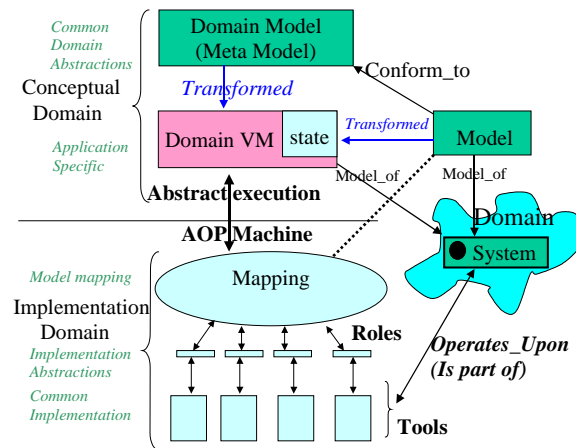 Common
Domain
Abstractions
Domain Model
(Meta Model)
Conform_to
Transformed
Conceptual
Domain
Domain VM
state
Transformed
Model
Application
Specific
Model_of
Model_of
Abstract execution
Domain
AOP Machine
System
Model mapping
Mapping
Implementation
Domain
Roles
Operates_Upon
(Is part of)
Implementation
Abstractions
Common
Implementation
Tools